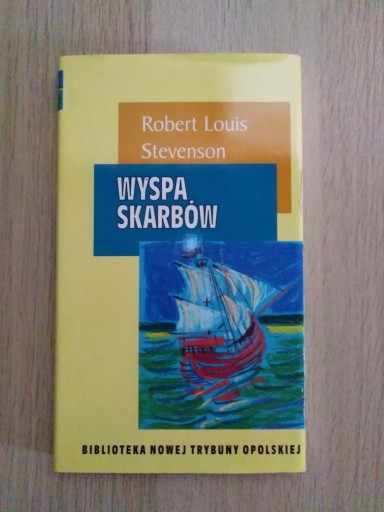 Robert Louis
Stevenson
WYSPA
SKARBÓW
BIBLIOTEKA NOWEJ TRYBUNY OPOLSKIEJ